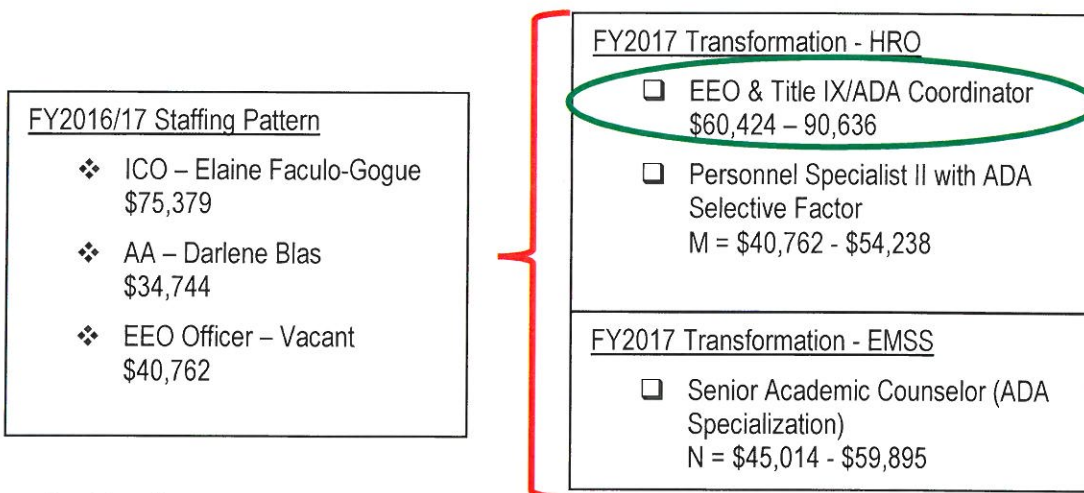 FY2016/17 Staffing Pattern
❖ ICO – Elaine Faculo-Gogue
$75,379
❖ AA – Darlene Blas
$34,744
❖ EEO Officer – Vacant
$40,762
FY2017 Transformation - HRO
❑ EEO & Title IX/ADA Coordinator
$60,424 – 90,636
❑ Personnel Specialist II with ADA
Selective Factor
M = $40,762 - $54,238
FY2017 Transformation - EMSS
❑ Senior Academic Counselor (ADA
Specialization)
N = $45,014 - $59,895